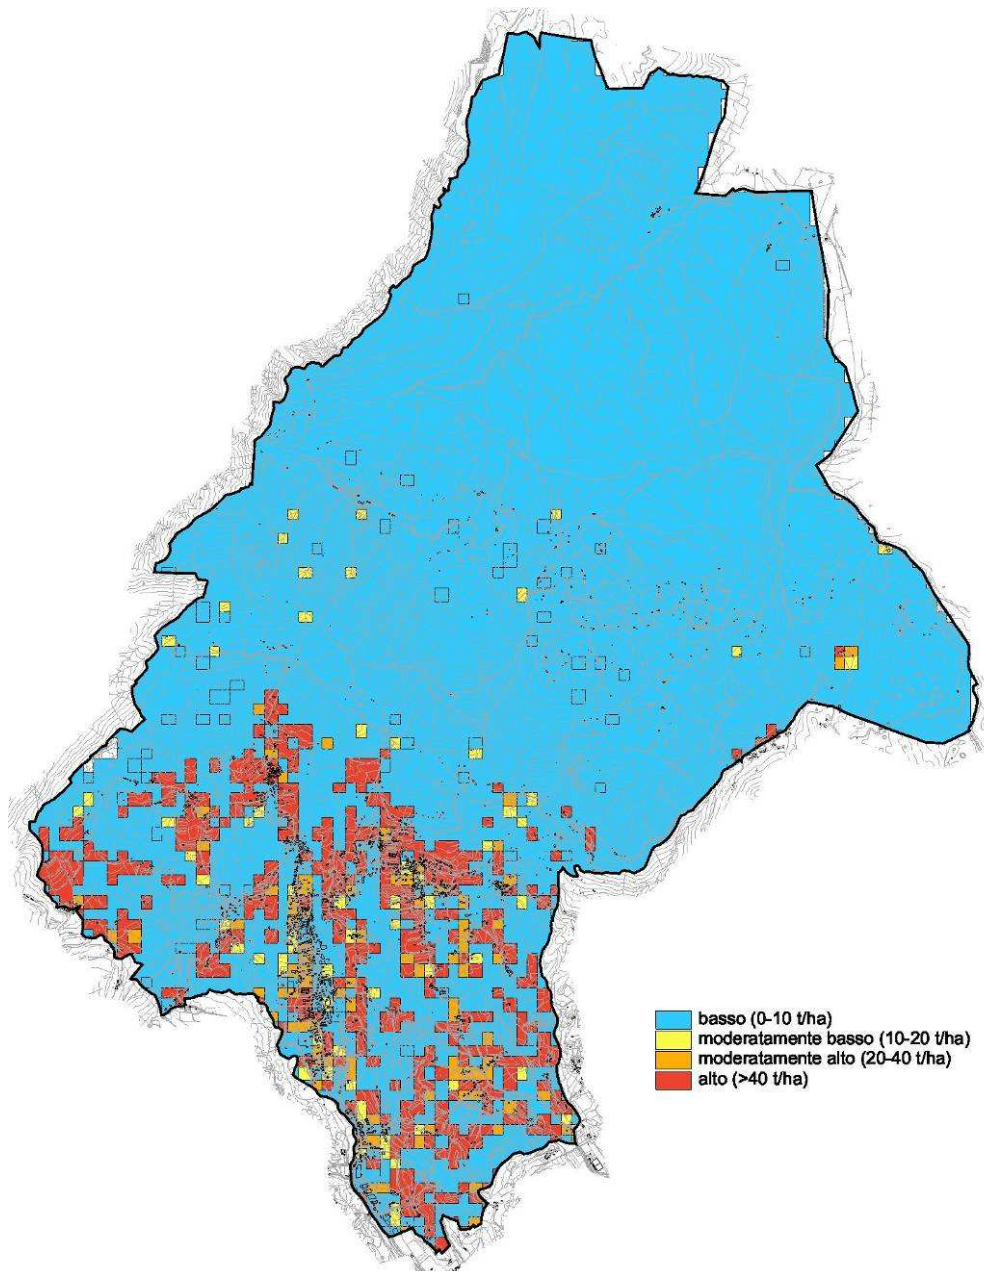 basso (0-10 t/ha)
moderatamente basso (10-20 t/ha)
moderatamente alto (20-40 t/ha)
alto (>40 t/ha)